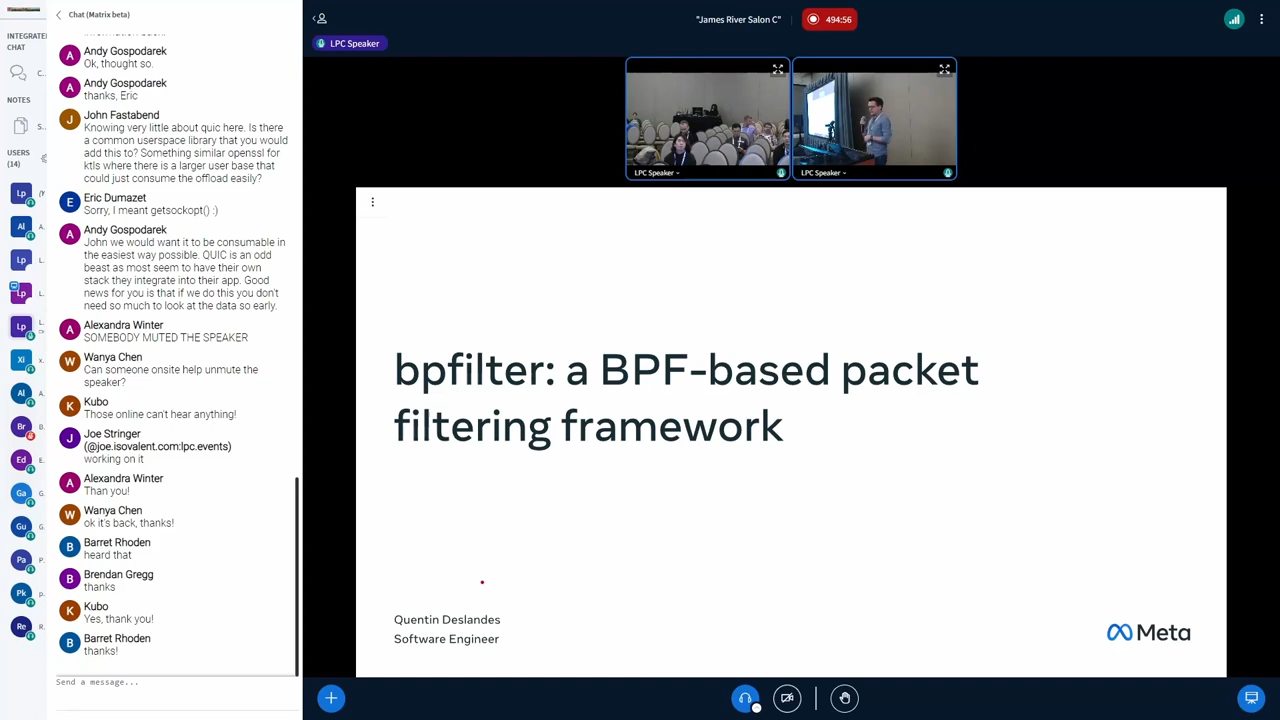 Chat (Matrix beta)
INTEGRATE
CHAT
C...
NOTES
S...
USERS
(14)
Andy Gospodarek
Ok, thought so.
Andy Gospodarek
thanks, Eric
John Fastabend
Knowing very little about quic here. Is there
a common userspace library that you would
add this to? Something similar openssl for
ktls where there is a larger user base that
could just consume the offload easily?
Eric Dumazet
Sorry, I meant getsockopt() :)
Andy Gospodarek
John we would want it to be consumable in
the easiest way possible. QUIC is an odd
beast as most seem to have their own
stack they integrate into their app. Good
news for you is that if we do this you don't
need so much to look at the data so early.
Alexandra Winter
SOMEBODY MUTED THE SPEAKER
Wanya Chen
Can someone onsite help unmute the
speaker?
Kubo
Those online can't hear anything!
Joe Stringer
(@joe.isovalent.com:lpc.events)
working on it
Alexandra Winter
Than you!
Wanya Chen
ok it's back, thanks!
Barret Rhoden
heard that
Brendan Gregg
thanks
Kubo
Yes, thank you!
Barret Rhoden
thanks!
Send a message...
"James River Salon C"
494:56
LPC Speaker
LPC Speaker
LPC Speaker
bpfilter: a BPF-based packet
filtering framework
Quentin Deslandes
Software Engineer
Meta